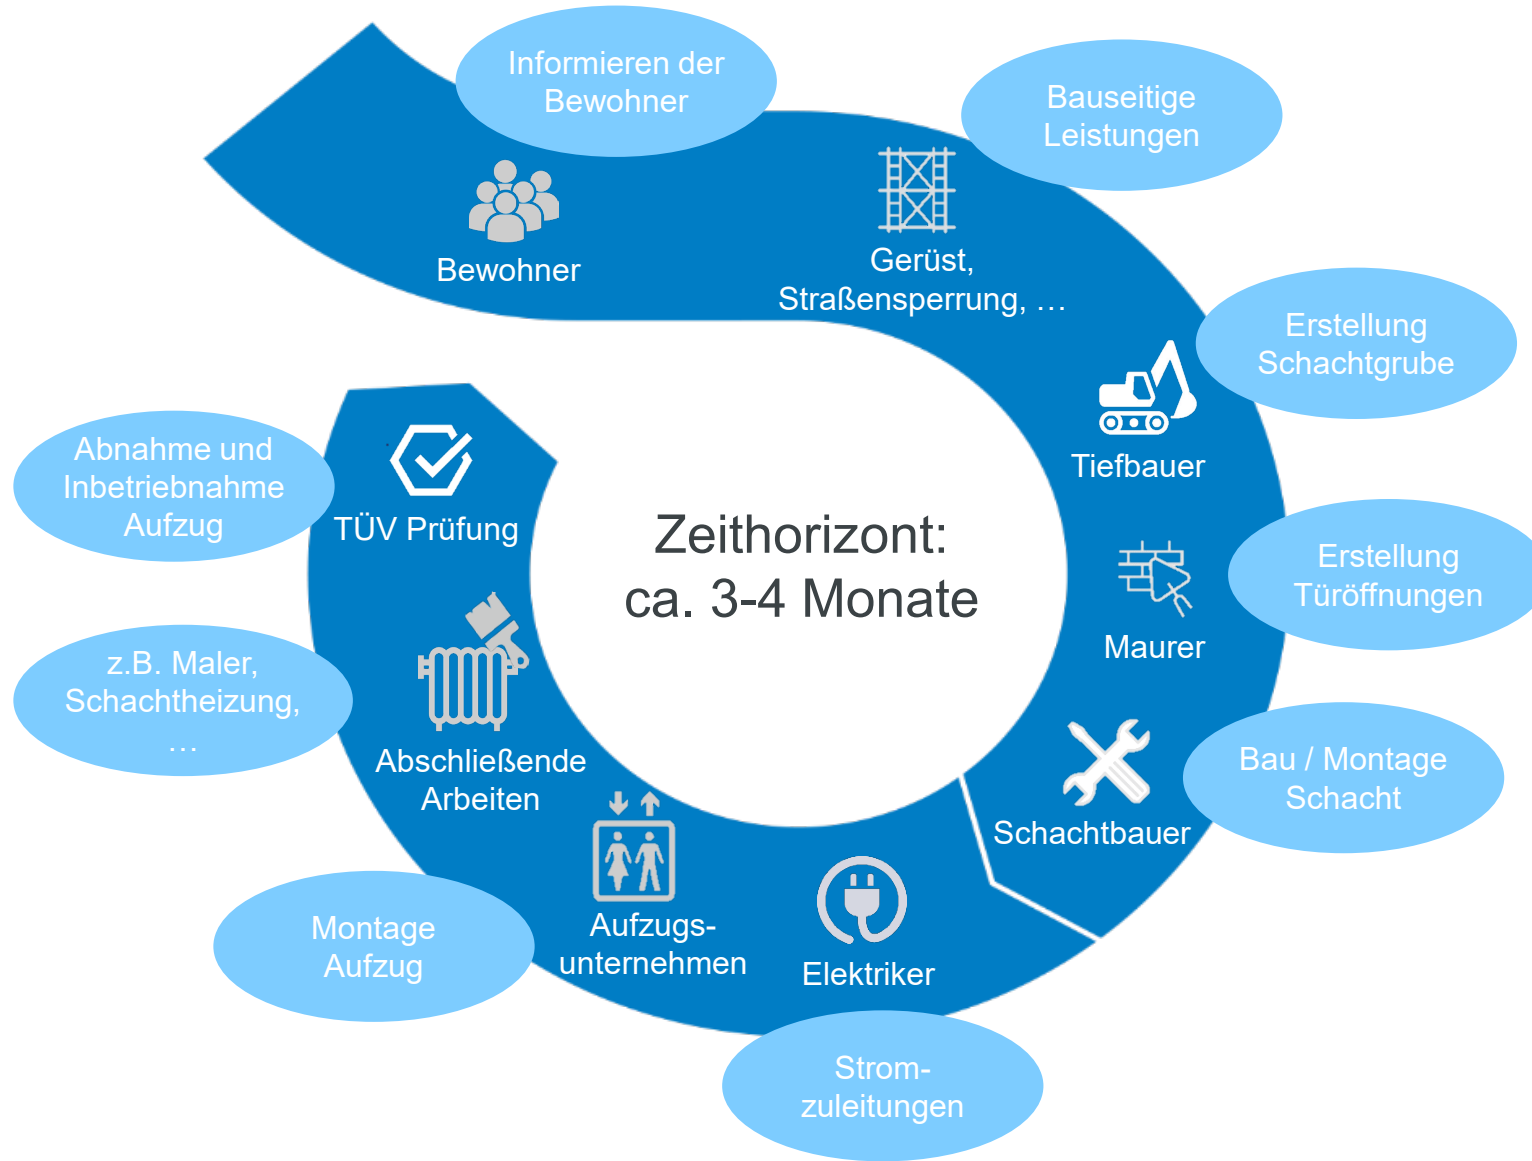 Informieren der
Bewohner
Bewohner
Bauseitige
Leistungen
Gerüst,
Straßensperrung, …
Erstellung
Schachtgrube
Tiefbauer
Erstellung
Türöffnungen
Maurer
Bau / Montage
Schacht
Schachtbauer
Elektriker
Strom-
zuleitungen
Aufzugs-
unternehmen
Montage
Aufzug
Abschließende
Arbeiten
z.B. Maler,
Schachtheizung,
…
TÜV Prüfung
Abnahme und
Inbetriebnahme
Aufzug
Zeithorizont:
ca. 3-4 Monate